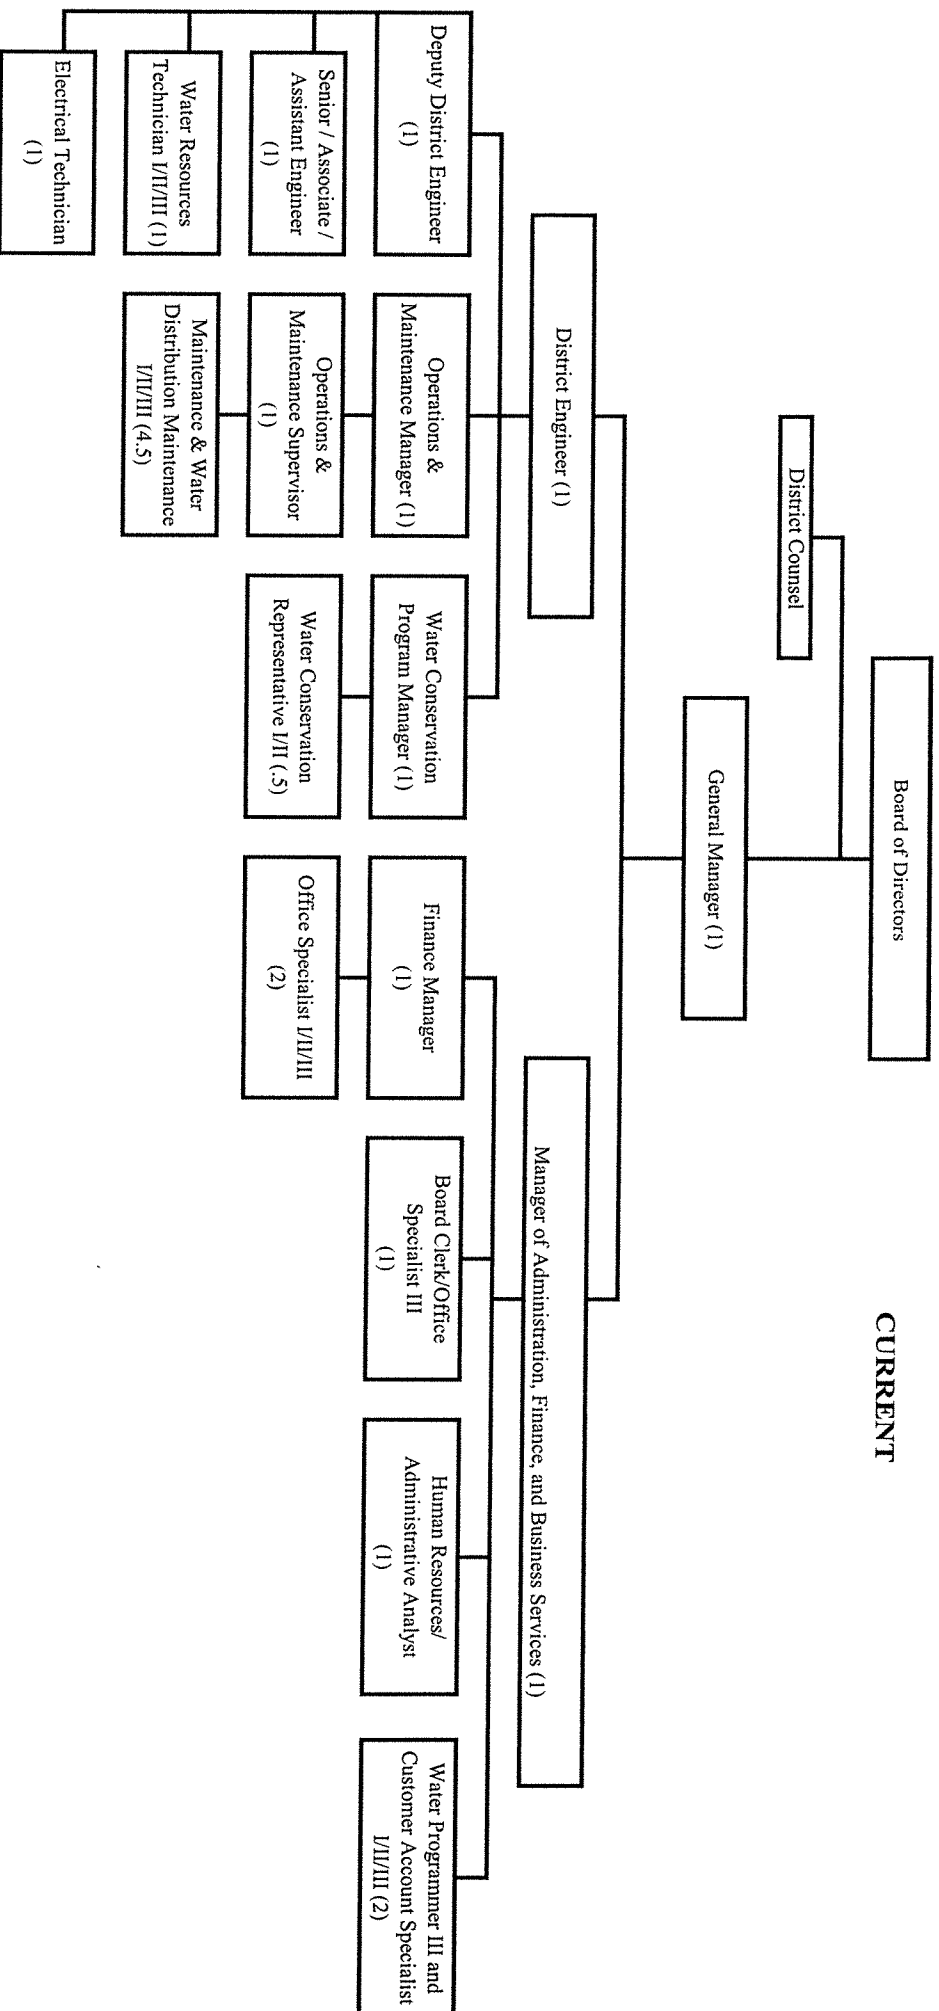 CURRENT
Board of Directors
District Counsel
General Manager (1)
District Engineer (1)
Manager of Administration, Finance, and Business Services (1)
Deputy District Engineer
(1)
Operations &
Maintenance Manager (1)
Water Conservation
Program Manager (1)
Finance Manager
(1)
Board Clerk/Office
Specialist III
(1)
Human Resources/
Administrative Analyst
(1)
Water Programmer III and
Customer Account Specialist
I/II/III (2)
Senior / Associate /
Assistant Engineer
(1)
Operations &
Maintenance Supervisor
(1)
Water Conservation
Representative I/II (.5)
Office Specialist I/II/III
(2)
Water Resources
Technician I/II/III (1)
Maintenance & Water
Distribution Maintenance
I/II/III (4.5)
Electrical Technician
(1)